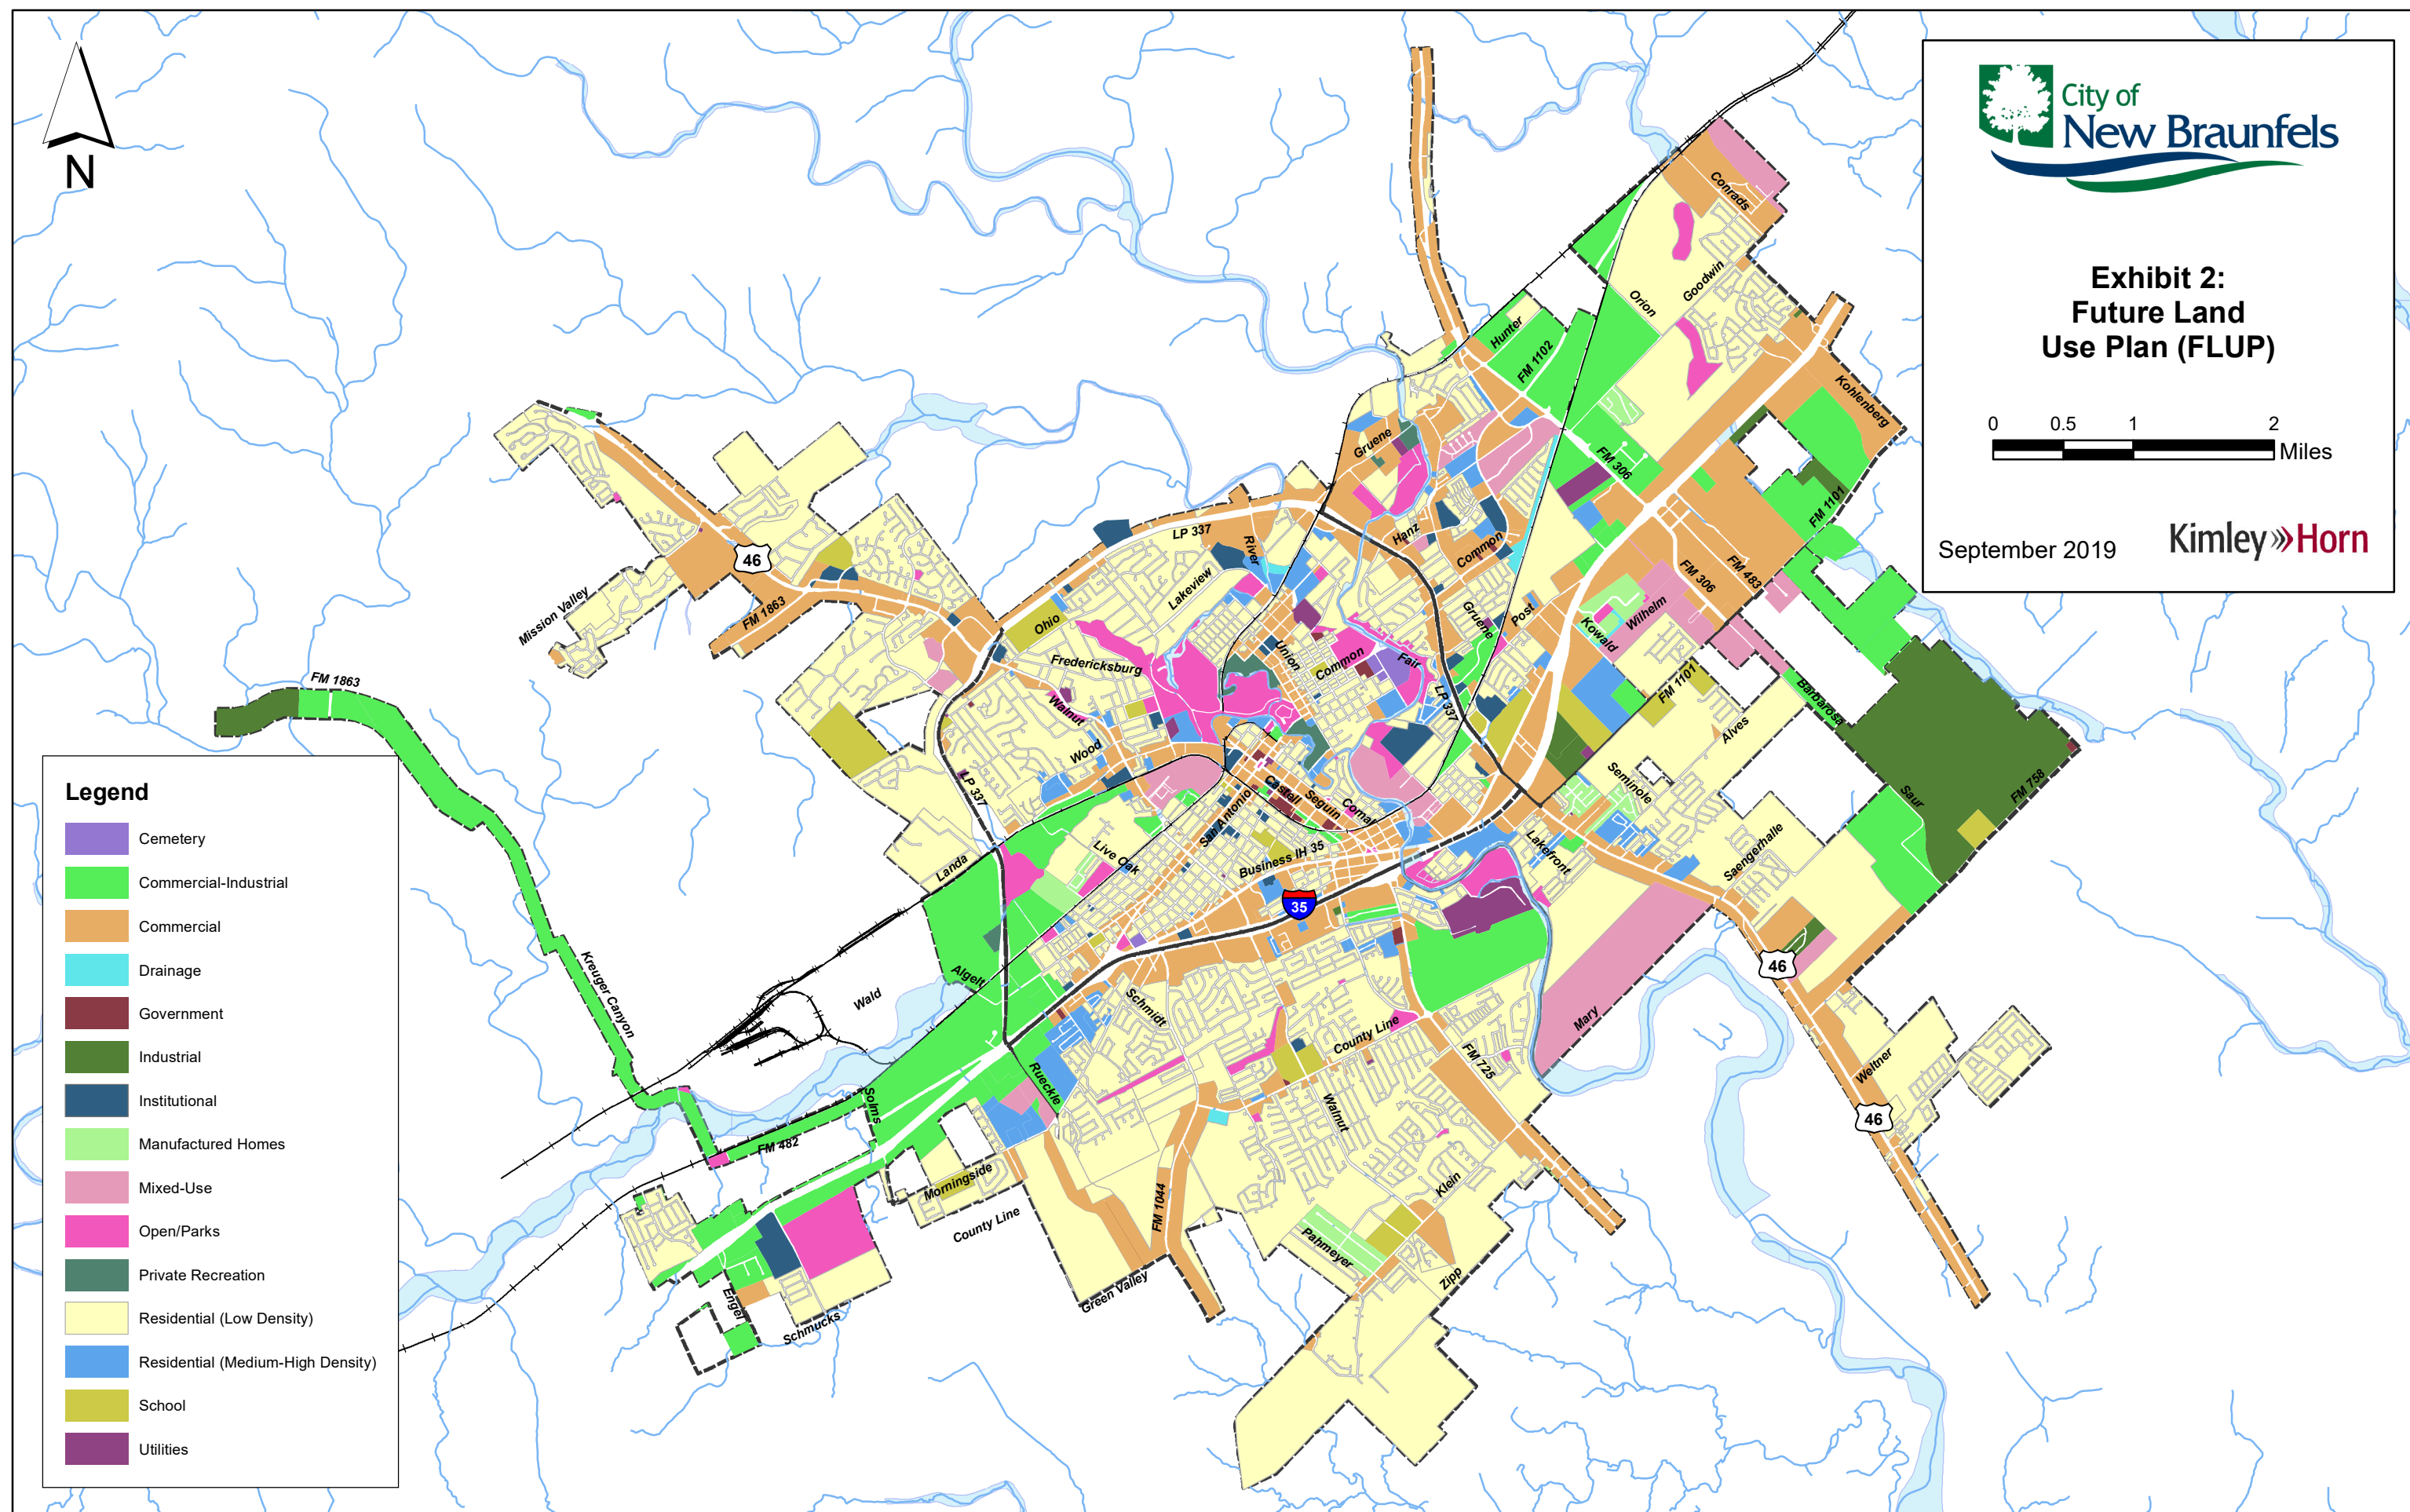 City of
New Braunfels
Exhibit 2:
Future Land
Use Plan (FLUP)
0 0.5 1 2
Miles
September 2019
Kimley»Horn
N
Conrads
Goodwin
Orion
Hunter
FM 1102
Kohlenberg
Gruene
FM 306
FM 1101
LP 337
River
Hanz
Common
FM 306
FM 483
46
Lakeview
Mission Valley
FM 1863
Ohio
Gruene
Post
Kowald
Wilhelm
Union
Common
Fair
Fredericksburg
FM 1863
Walnut
LP 337
FM 1101
Barbarosa
Alves
Wood
LP 337
Seminole
Saur
FM 758
Castell
Seguin
Comal
San Antonio
Live Oak
Business IH 35
Lakefront
Saengerhalle
Landa
35
46
Kreuger Canyon
Algelt
Wald
Schmidt
County Line
Mary
FM 725
Weltner
Rueckle
Solms
Walnut
46
FM 482
Morningside
County Line
FM 1044
Klein
Pahmeyer
Zipp
Green Valley
Engel
Schmucks
Legend
Cemetery
Commercial-Industrial
Commercial
Drainage
Government
Industrial
Institutional
Manufactured Homes
Mixed-Use
Open/Parks
Private Recreation
Residential (Low Density)
Residential (Medium-High Density)
School
Utilities